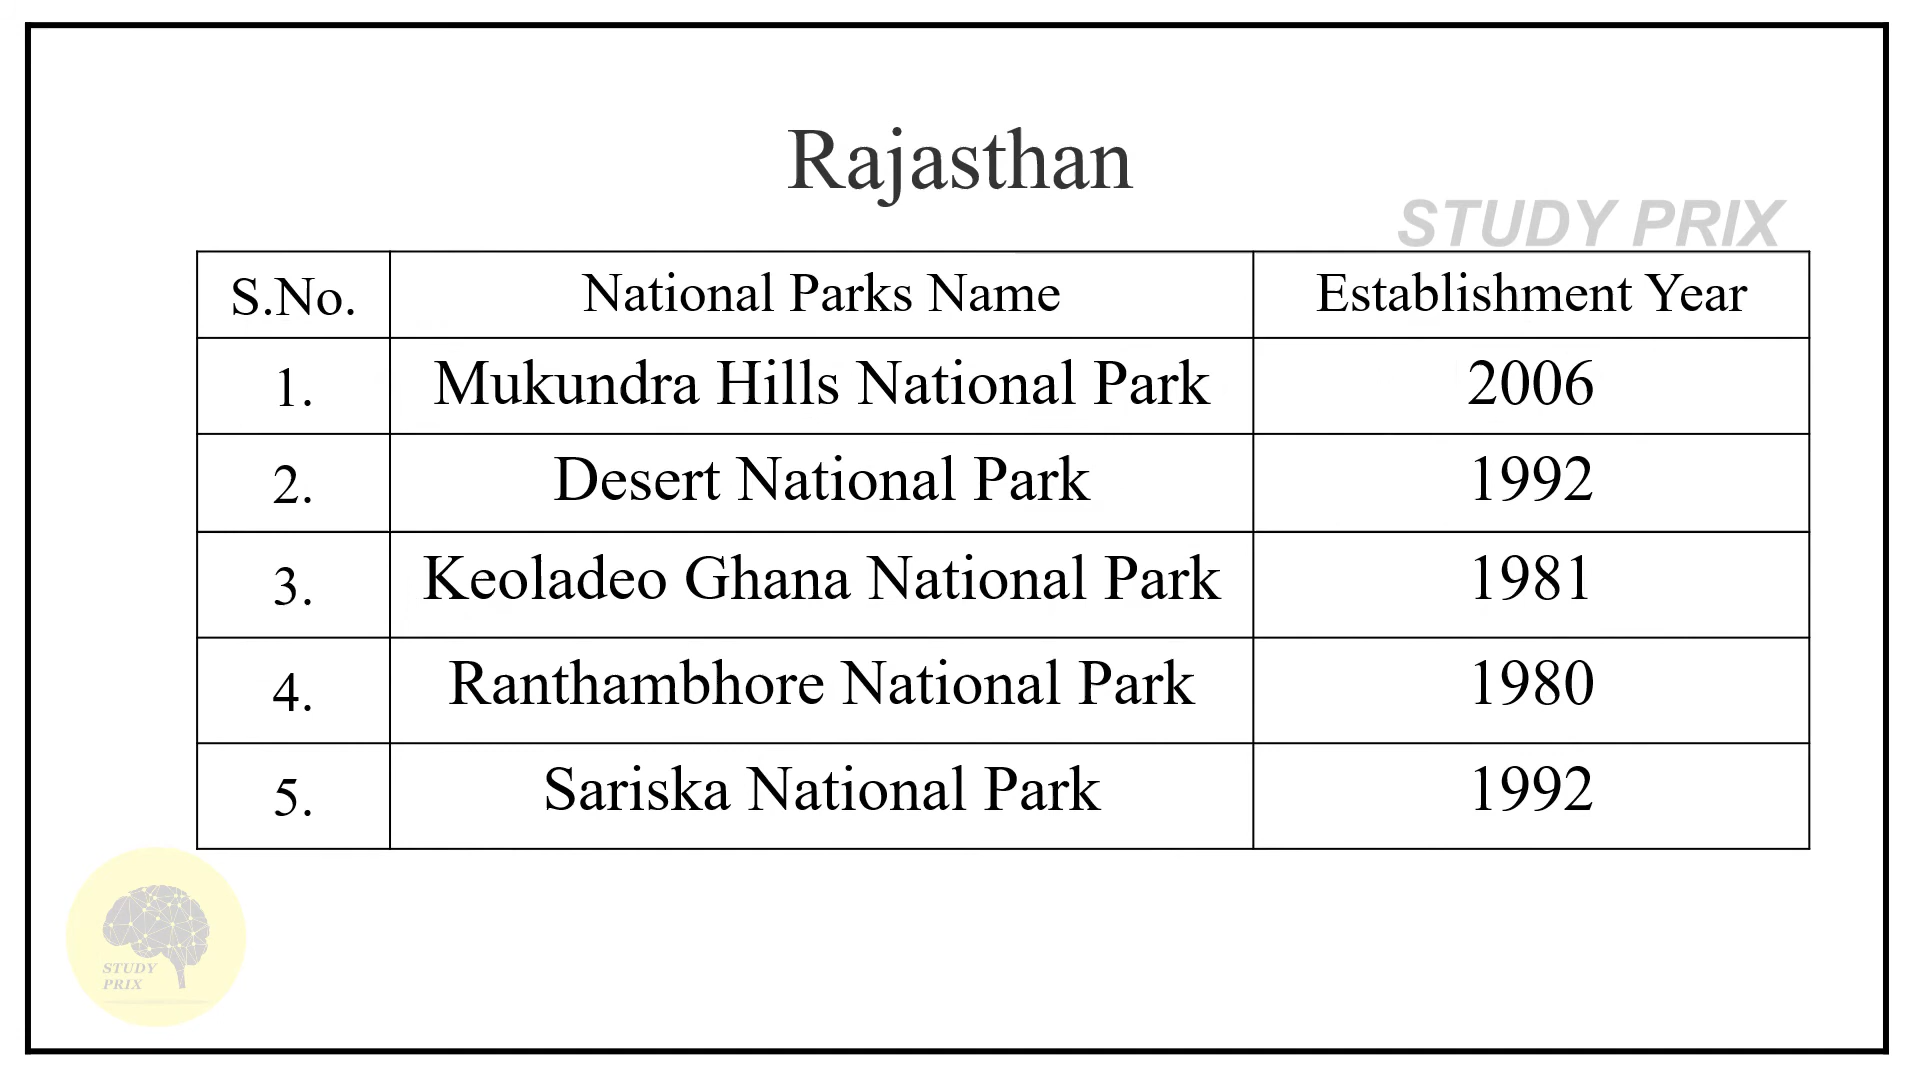 Rajasthan
STUDY PRIX
S.No. National Parks Name Establishment Year
1. Mukundra Hills National Park 2006
2. Desert National Park 1992
3. Keoladeo Ghana National Park 1981
4. Ranthambhore National Park 1980
5. Sariska National Park 1992
STUDY
PRIX